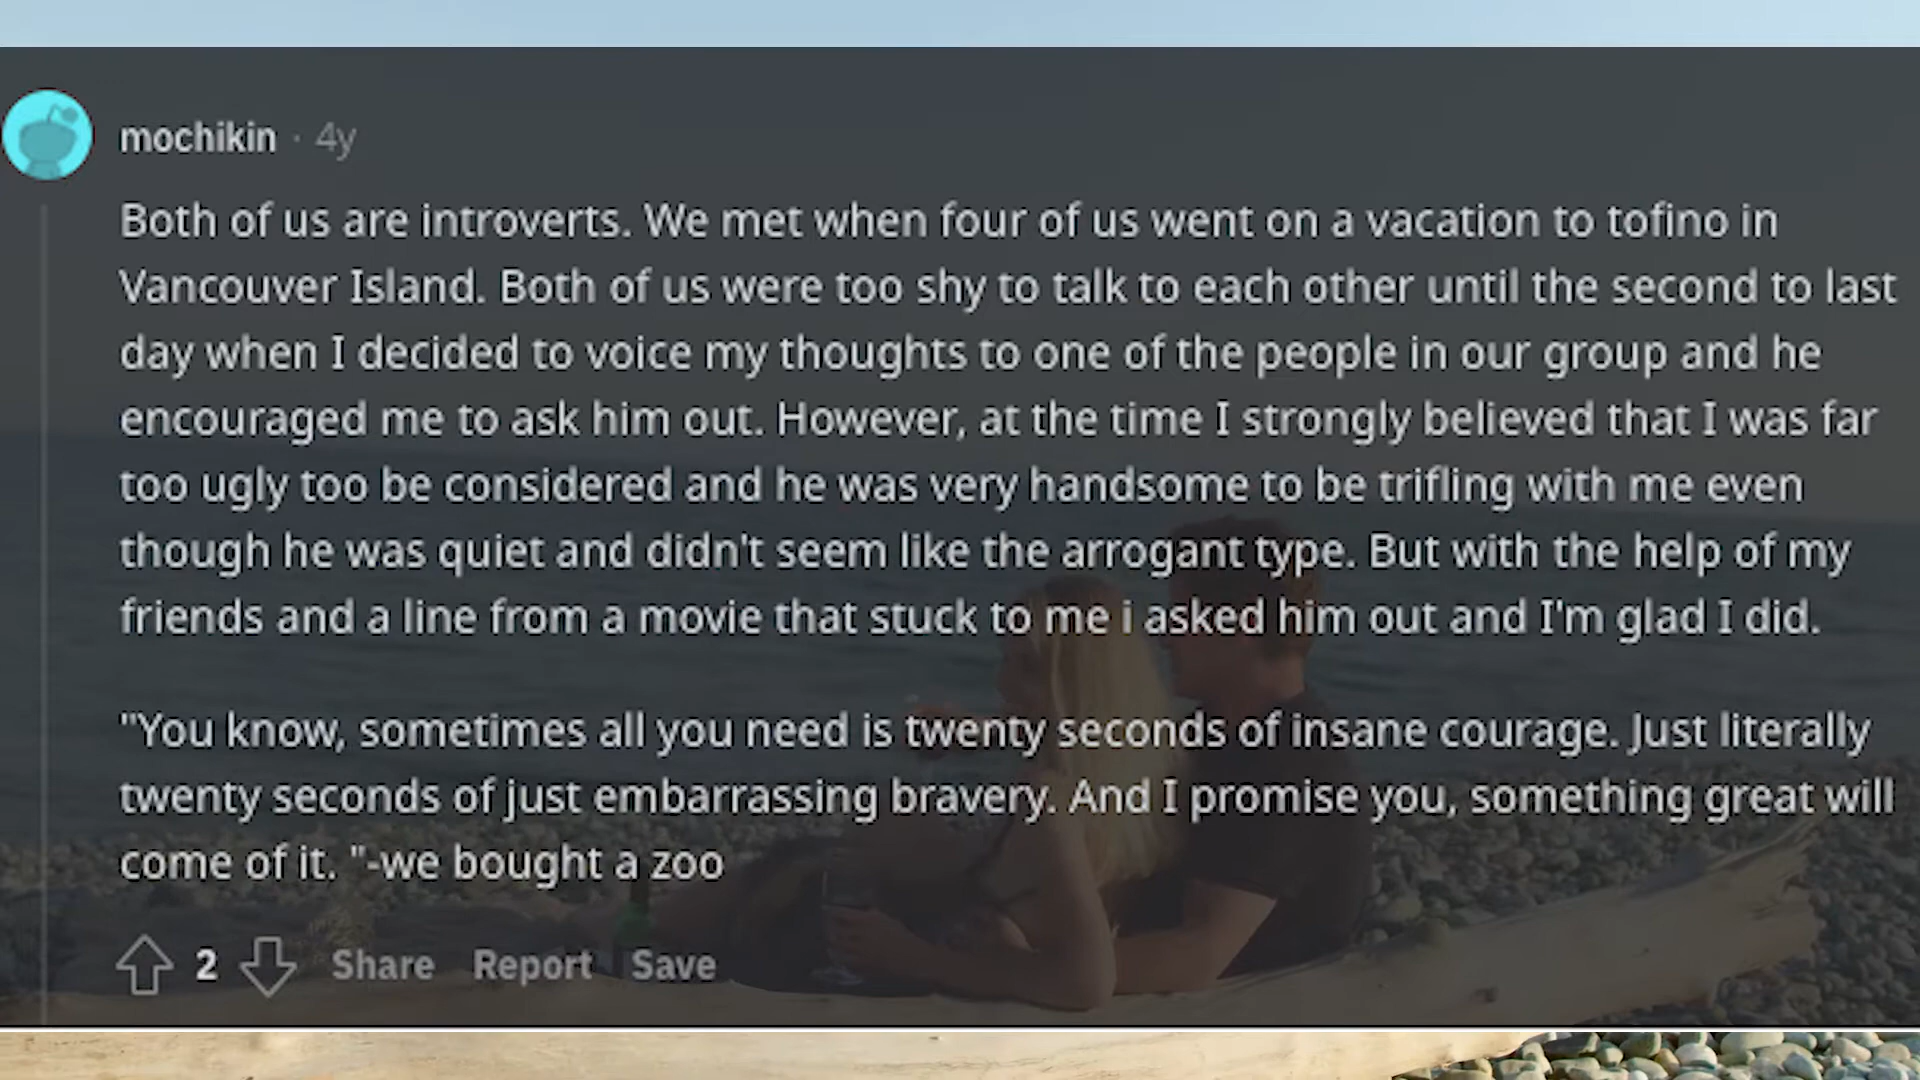 mochikin · 4y
Both of us are introverts. We met when four of us went on a vacation to tofino in
Vancouver Island. Both of us were too shy to talk to each other until the second to last
day when I decided to voice my thoughts to one of the people in our group and he
encouraged me to ask him out. However, at the time I strongly believed that I was far
too ugly too be considered and he was very handsome to be trifling with me even
though he was quiet and didn't seem like the arrogant type. But with the help of my
friends and a line from a movie that stuck to me i asked him out and I'm glad I did.
"You know, sometimes all you need is twenty seconds of insane courage. Just literally
twenty seconds of just embarrassing bravery. And I promise you, something great will
come of it. "-we bought a zoo
2 Share Report Save